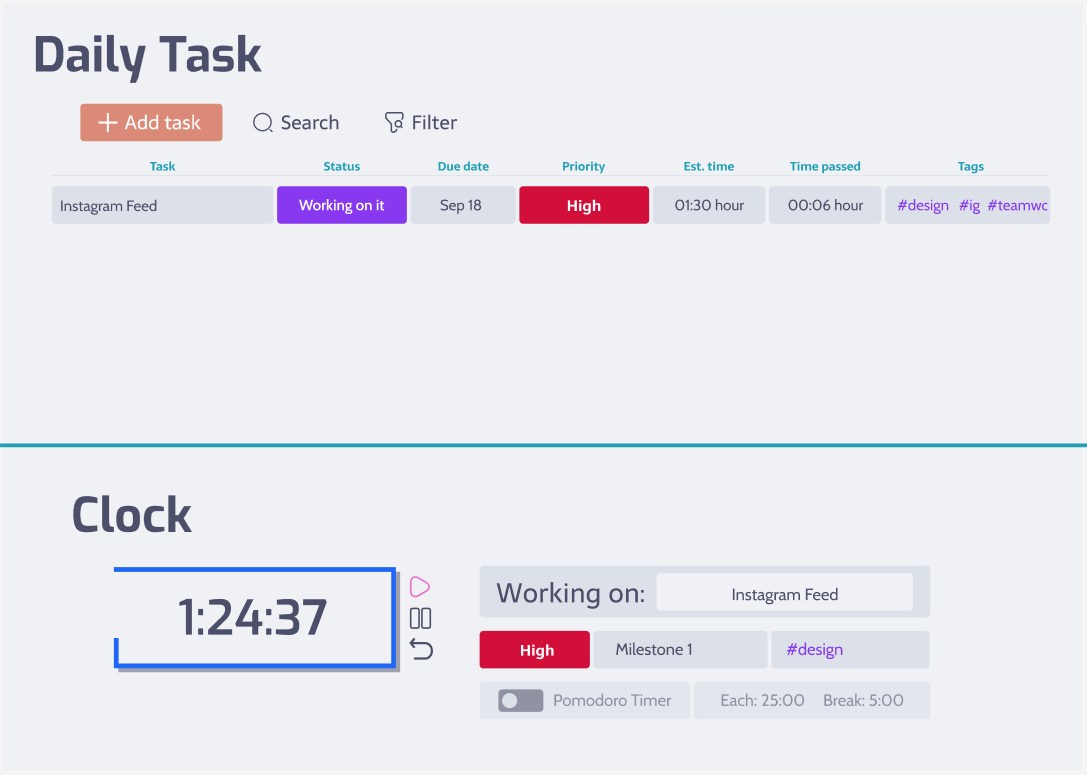 Daily Task
Add task Search Filter
Task Status Due date Priority Est. time Time passed Tags
Instagram Feed Working on it Sep 18 High 01:30 hour 00:06 hour #design #ig #teamwc
Clock
1:24:37
Working on: Instagram Feed
High Milestone 1 #design
Pomodoro Timer Each: 25:00 Break: 5:00